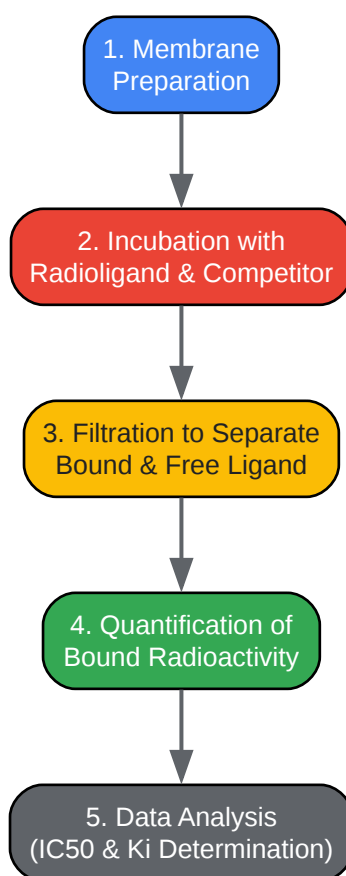 1. Membrane
Preparation
2. Incubation with
Radioligand & Competitor
3. Filtration to Separate
Bound & Free Ligand
4. Quantification of
Bound Radioactivity
5. Data Analysis
(IC50 & Ki Determination)